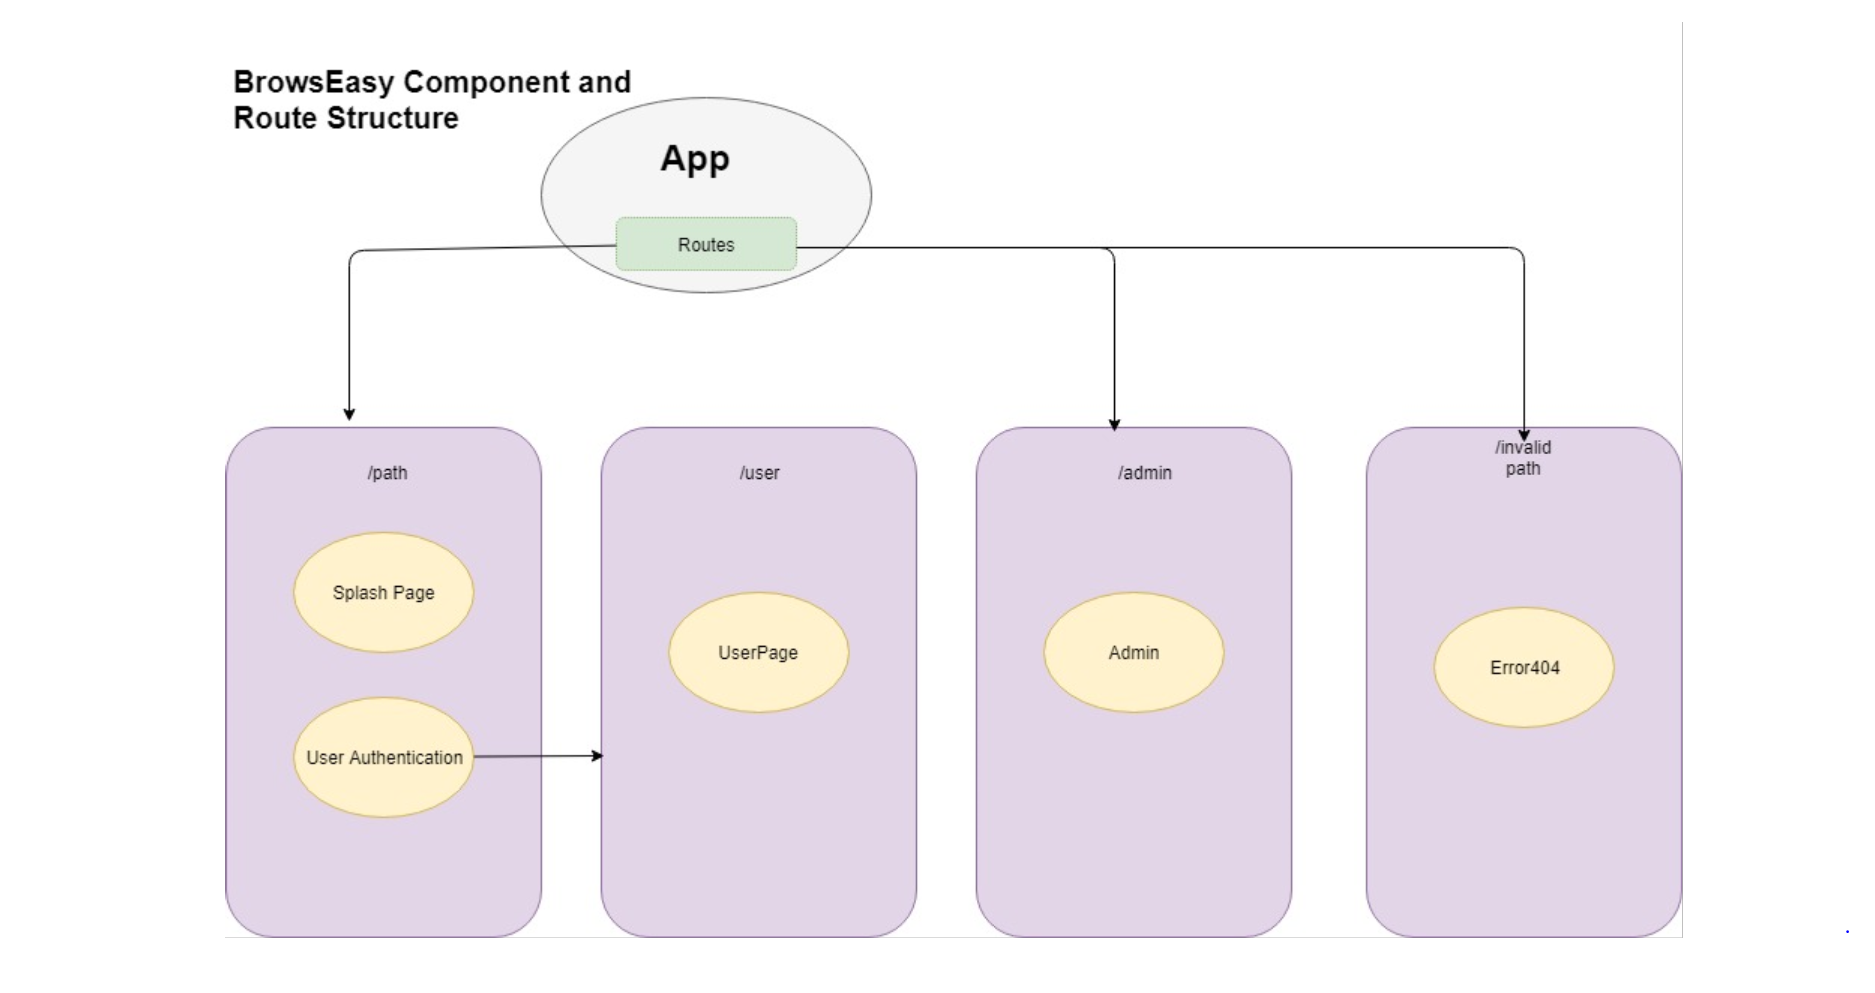 BrowsEasy Component and
Route Structure
App
Routes
/path
/user
/admin
/invalid
path
Splash Page
UserPage
Admin
Error404
User Authentication